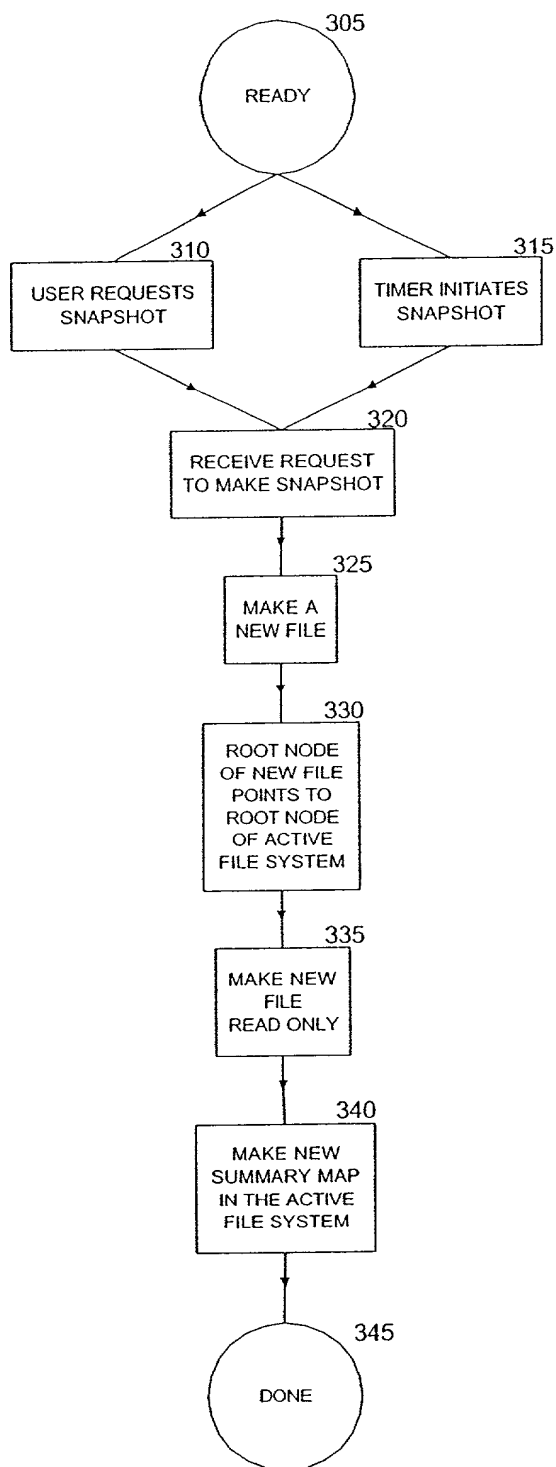 305
READY
310
USER REQUESTS
SNAPSHOT
315
TIMER INITIATES
SNAPSHOT
320
RECEIVE REQUEST
TO MAKE SNAPSHOT
325
MAKE A
NEW FILE
330
ROOT NODE
OF NEW FILE
POINTS TO
ROOT NODE
OF ACTIVE
FILE SYSTEM
335
MAKE NEW
FILE
READ ONLY
340
MAKE NEW
SUMMARY MAP
IN THE ACTIVE
FILE SYSTEM
345
DONE